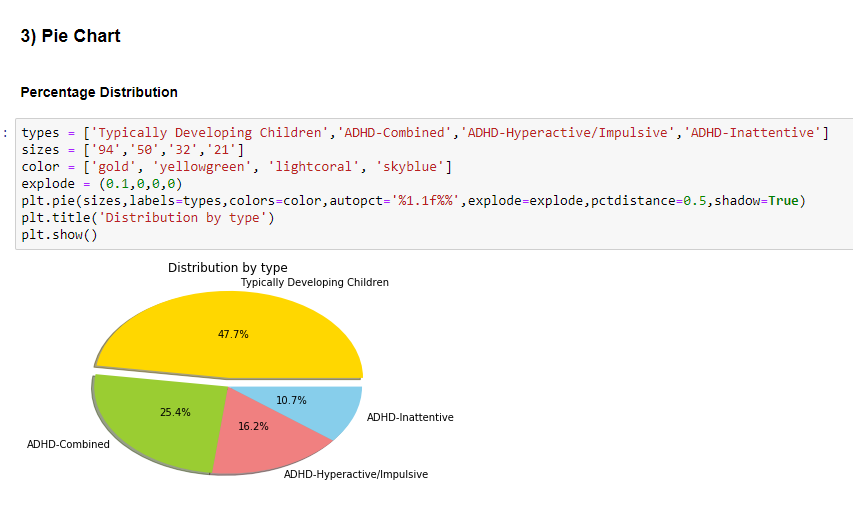 3) Pie Chart
Percentage Distribution
: types = ['Typically Developing Children','ADHD-Combined','ADHD-Hyperactive/Impulsive','ADHD-Inattentive']
sizes = ['94','50','32','21']
color = ['gold', 'yellowgreen', 'lightcoral', 'skyblue']
explode = (0.1,0,0,0)
plt.pie(sizes,labels=types,colors=color,autopct='%1.1f%%',explode=explode,pctdistance=0.5,shadow=True)
plt.title('Distribution by type')
plt.show()
Distribution by type
Typically Developing Children
47.7%
10.7%
25.4%
ADHD-Inattentive
16.2%
ADHD-Combined
ADHD-Hyperactive/Impulsive